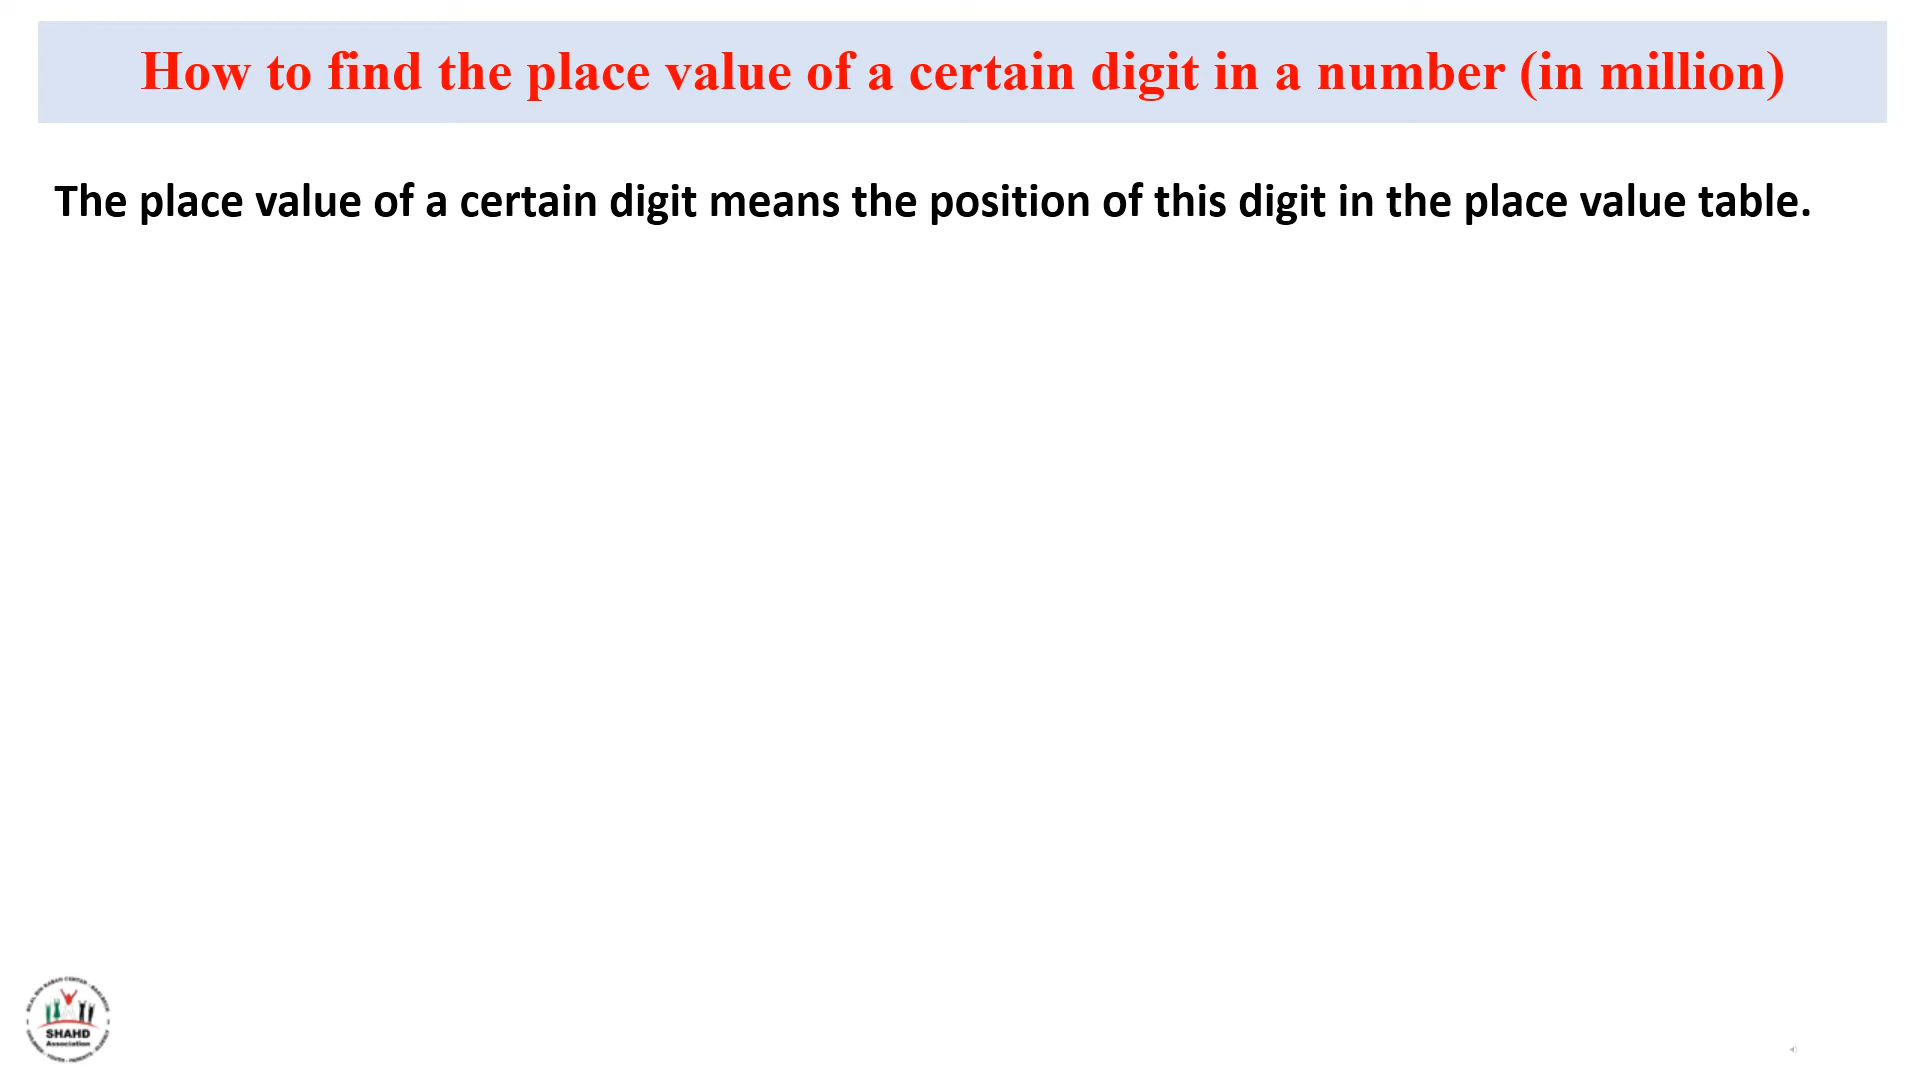 How to find the place value of a certain digit in a number (in million)
The place value of a certain digit means the position of this digit in the place value table.
SHAHD
Association